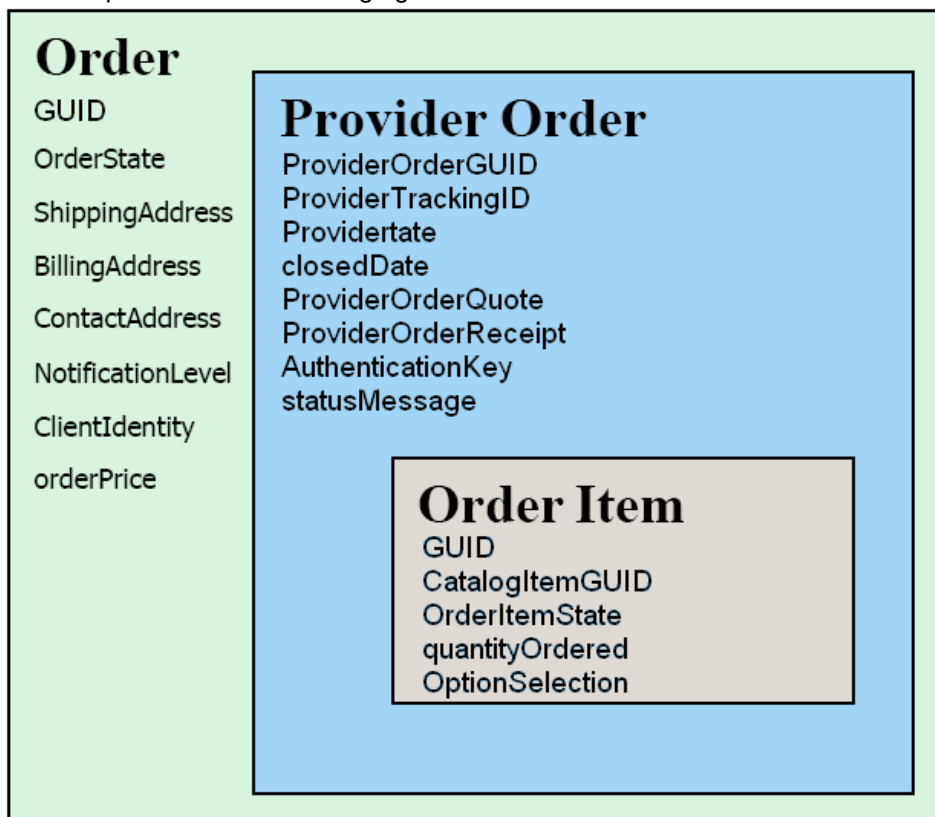 Order
GUID
OrderState
ShippingAddress
BillingAddress
ContactAddress
NotificationLevel
ClientIdentity
orderPrice
Provider Order
ProviderOrderGUID
ProviderTrackingID
Providertate
closedDate
ProviderOrderQuote
ProviderOrderReceipt
AuthenticationKey
statusMessage
Order Item
GUID
CatalogItemGUID
OrderItemState
quantityOrdered
OptionSelection